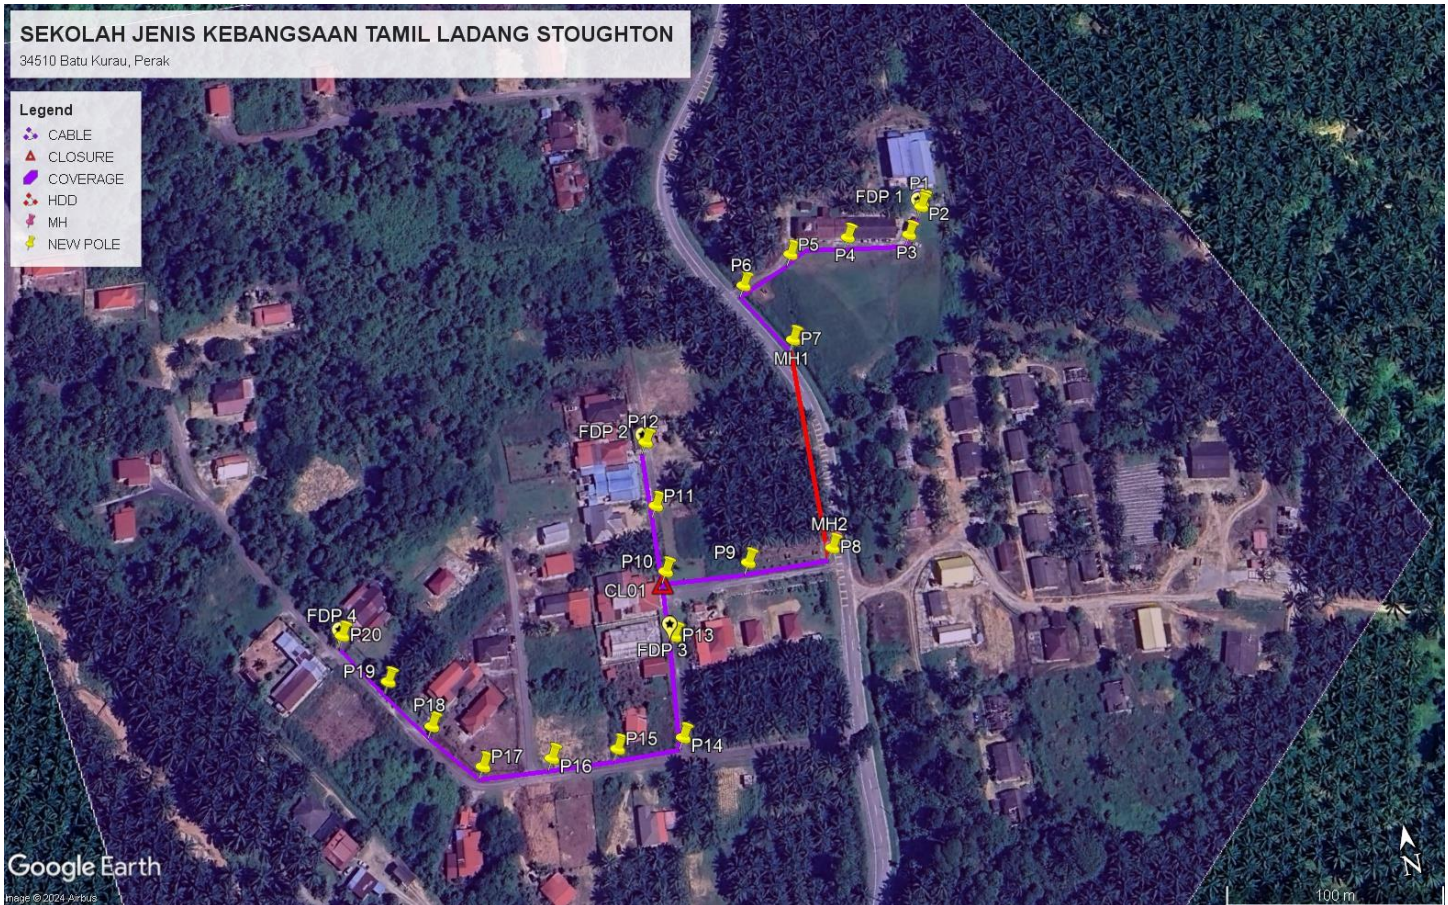 SEKOLAH JENIS KEBANGSAAN TAMIL LADANG STOUGHTON
34510 Batu Kurau, Perak
Legend
CABLE
CLOSURE
COVERAGE
HDD
MH
NEW POLE
P1
FDP 1
P2
P3
P4
P5
P6
P7
MH1
P12
FDP 2
P11
MH2
P8
P9
P10
CL01
FDP 4
P20
P13
FDP 3
P19
P18
P15
P14
P17
P16
Google Earth
Image © 2024 Airbus
N
100 m